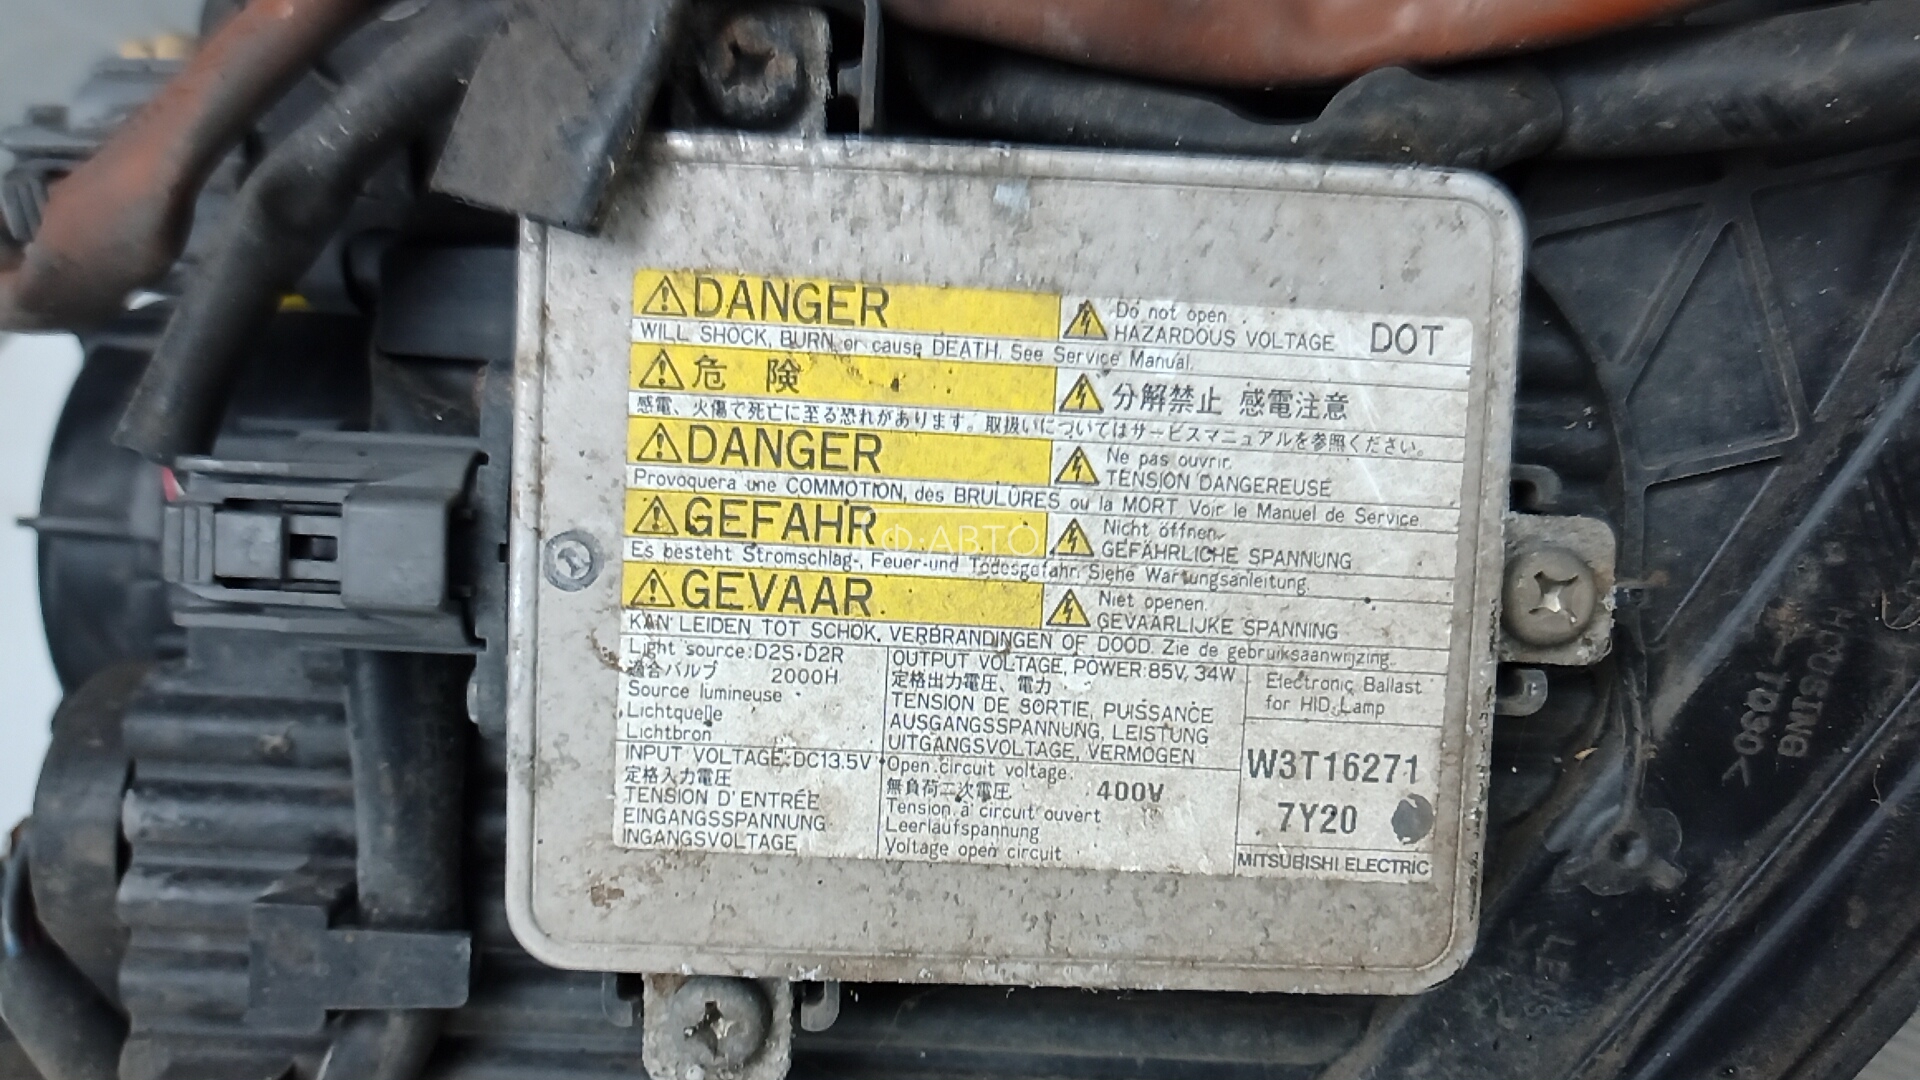 DANGER
Do not open
HAZARDOUS VOLTAGE
DOT
WILL SHOCK, BURN or cause DEATH. See Service Manual.
危険
分解禁止 感電注意
感電、火傷で死亡に至る恐れがあります。取扱いについてはサービスマニュアルを参照ください。
DANGER
Ne pas ouvrir.
TENSION DANGEREUSE
Provoquera une COMMOTION, des BRULÛRES ou la MORT Voir le Manuel de Service
GEFAHR
Nicht öffnen.
GEFÄHRLICHE SPANNUNG
Es besteht Stromschlag-, Feuer-und Todesgefahr. Siehe Wartungsanleitung.
GEVAAR
Niet openen.
GEVAARLIJKE SPANNING
KAN LEIDEN TOT SCHOK, VERBRANDINGEN OF DOOD. Zie de gebruiksaanwijzing.
Light source:D2S·D2R
適合バルブ 2000H
Source lumineuse
Lichtquelle
Lichtbron
INPUT VOLTAGE:DC13.5V
定格入力電圧
TENSION D'ENTRÉE
EINGANGSSPANNUNG
INGANGSVOLTAGE
OUTPUT VOLTAGE, POWER:85V, 34W
定格出力電圧、電力
TENSION DE SORTIE, PUISSANCE
AUSGANGSSPANNUNG, LEISTUNG
UITGANGSVOLTAGE, VERMOGEN
Open circuit voltage.
無負荷二次電圧 400V
Tension à circuit ouvert
Leerlaufspannung
Voltage open circuit
Electronic Ballast
for HID Lamp
W3T16271
7Y20
MITSUBISHI ELECTRIC
АВТО
HOUSING